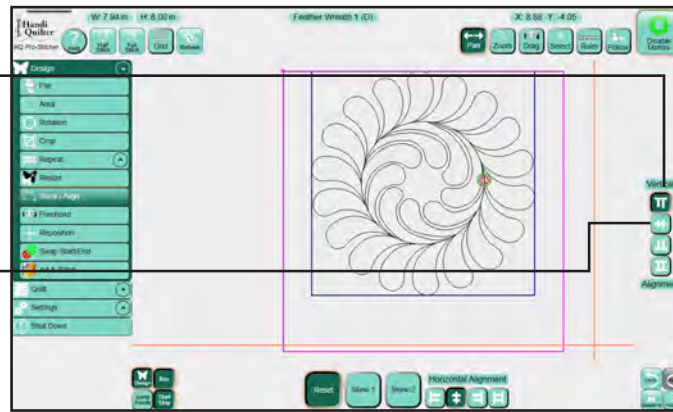 Handi Quilter
HQ Pro-Stitcher
W: 7.94 in H: 8.00 in
Feather Wreath 1 (D)
X: 8.88 Y: -4.05
Help
Half Stitch
Full Stitch
Grid
Refresh
Pan
Zoom
Drag
Select
Ruler
Follow
Disable Motors
Design
File
Area
Rotation
Crop
Repeat
Resize
Skew / Align
Freehand
Reposition
Swap Start/End
Quilt
Settings
Shut Down
Vertical
Alignment
Design
Start Stop
Reset
Skew 1
Skew 2
Horizontal Alignment